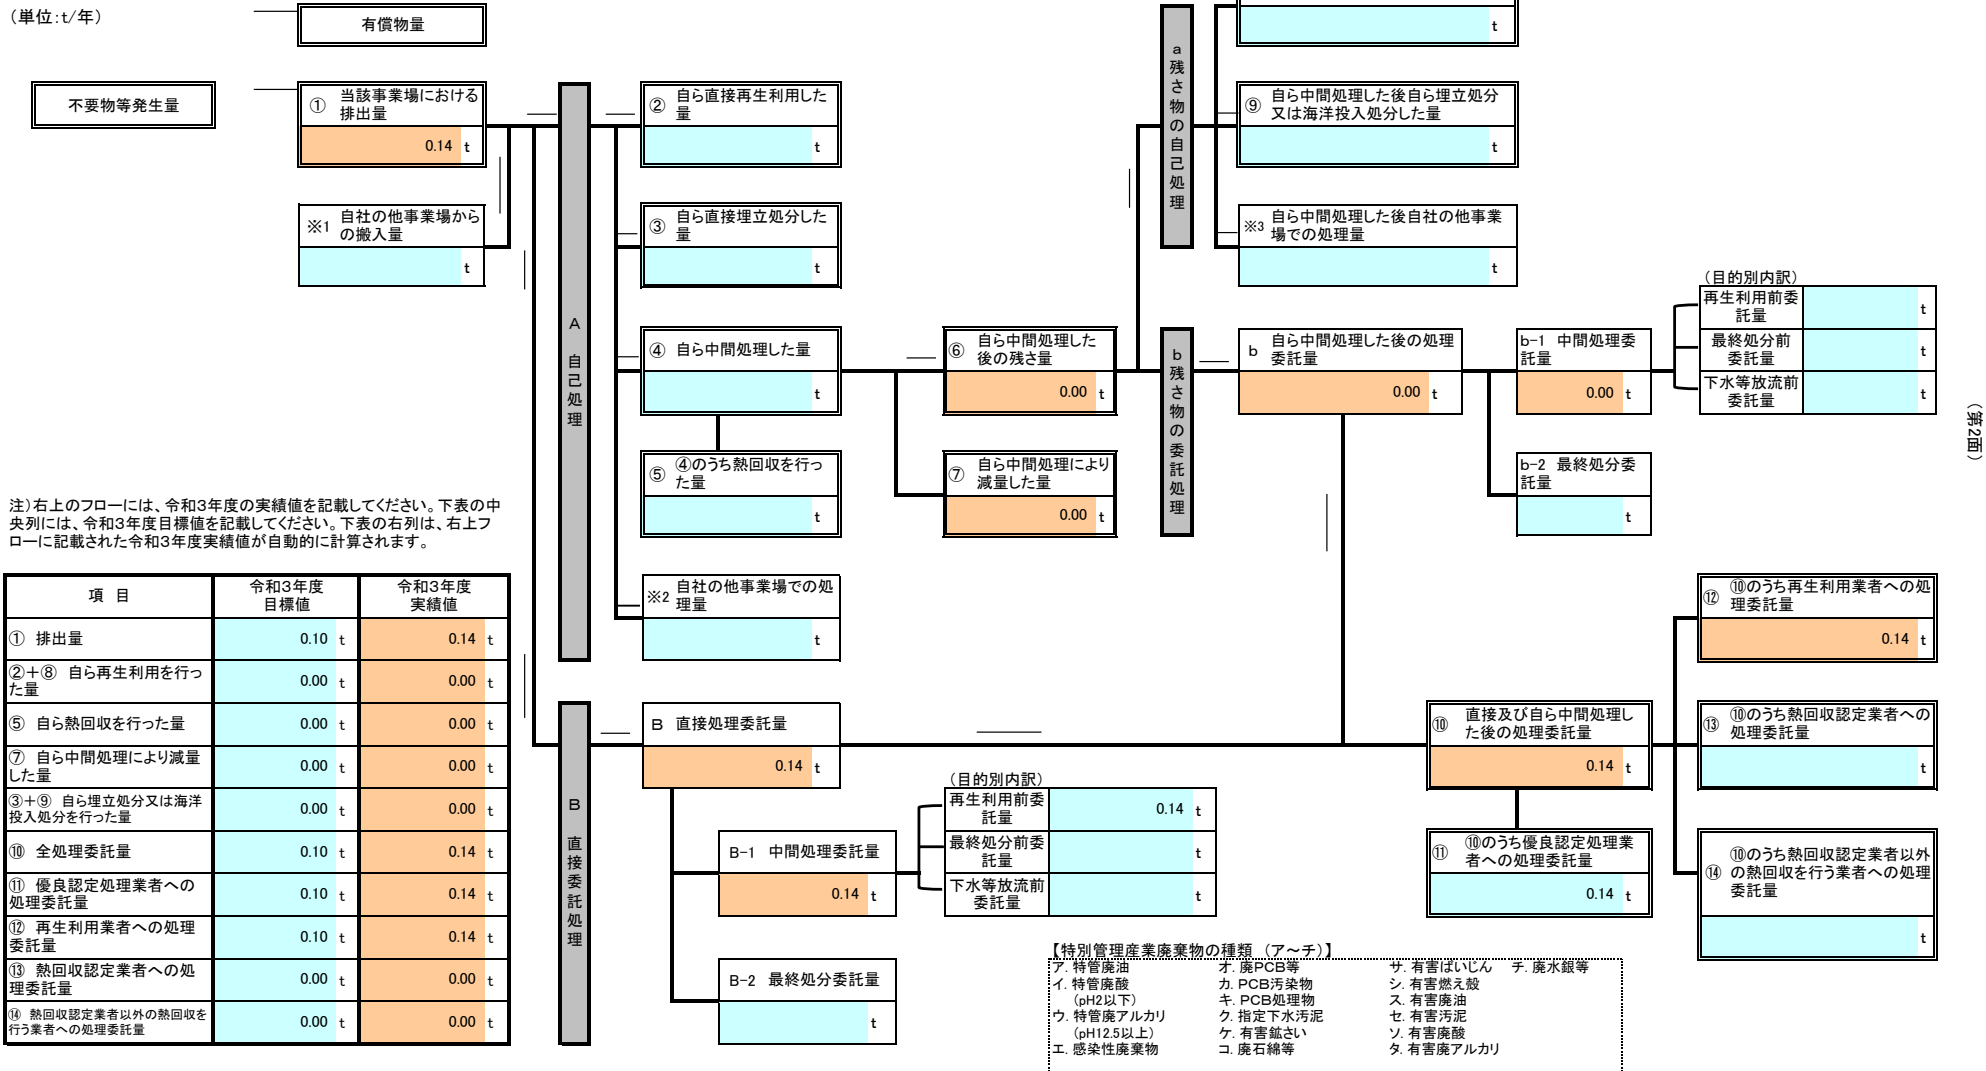 (単位:t/年)
有償物量
不要物等発生量
① 当該事業場における
排出量
0.14 t
※1 自社の他事業場から
の搬入量
t
A 自己処理
② 自ら直接再生利用した
量
t
③ 自ら直接埋立処分した
量
t
④ 自ら中間処理した量
t
⑤ ④のうち熱回収を行っ
た量
t
※2 自社の他事業場での処
理量
t
⑥ 自ら中間処理した
後の残さ量
0.00 t
⑦ 自ら中間処理により
減量した量
0.00 t
a 残さ物の自己処理
t
⑨ 自ら中間処理した後自ら埋立処分
又は海洋投入処分した量
t
※3 自ら中間処理した後自社の他事業
場での処理量
t
b 残さ物の委託処理
b 自ら中間処理した後の処理
委託量
0.00 t
b-1 中間処理委
託量
0.00 t
b-2 最終処分委
託量
t
(目的別内訳)
再生利用前委
託量
t
最終処分前
委託量
t
下水等放流前
委託量
t
(第2面)
注)右上のフローには、令和3年度の実績値を記載してください。下表の中
央列には、令和3年度目標値を記載してください。下表の右列は、右上フ
ローに記載された令和3年度実績値が自動的に計算されます。
項 目 令和3年度
目標値 令和3年度
実績値
① 排出量 0.10 t 0.14 t
②+⑧ 自ら再生利用を行っ
た量 0.00 t 0.00 t
⑤ 自ら熱回収を行った量 0.00 t 0.00 t
⑦ 自ら中間処理により減量
した量 0.00 t 0.00 t
③+⑨ 自ら埋立処分又は海洋
投入処分を行った量 0.00 t 0.00 t
⑩ 全処理委託量 0.10 t 0.14 t
⑪ 優良認定処理業者への
処理委託量 0.10 t 0.14 t
⑫ 再生利用業者への処理
委託量 0.10 t 0.14 t
⑬ 熱回収認定業者への処
理委託量 0.00 t 0.00 t
⑭ 熱回収認定業者以外の熱回収を
行う業者への処理委託量 0.00 t 0.00 t
B 直接委託処理
B 直接処理委託量
0.14 t
B-1 中間処理委託量
0.14 t
B-2 最終処分委託量
t
(目的別内訳)
再生利用前委
託量
0.14 t
最終処分前委
託量
t
下水等放流前
委託量
t
⑩ 直接及び自ら中間処理し
た後の処理委託量
0.14 t
⑪ ⑩のうち優良認定処理業
者への処理委託量
0.14 t
⑫ ⑩のうち再生利用業者への処
理委託量
0.14 t
⑬ ⑩のうち熱回収認定業者への
処理委託量
t
⑭ ⑩のうち熱回収認定業者以外
の熱回収を行う業者への処理
委託量
t
【特別管理産業廃棄物の種類 (ア～チ)】
ア. 特管廃油 オ. 廃PCB等 サ. 有害ばいじん チ. 廃水銀等
イ. 特管廃酸 カ. PCB汚染物 シ. 有害燃え殻
(pH2以下) キ. PCB処理物 ス. 有害廃油
ウ. 特管廃アルカリ ク. 指定下水汚泥 セ. 有害汚泥
(pH12.5以上) ケ. 有害鉱さい ソ. 有害廃酸
エ. 感染性廃棄物 コ. 廃石綿等 タ. 有害廃アルカリ